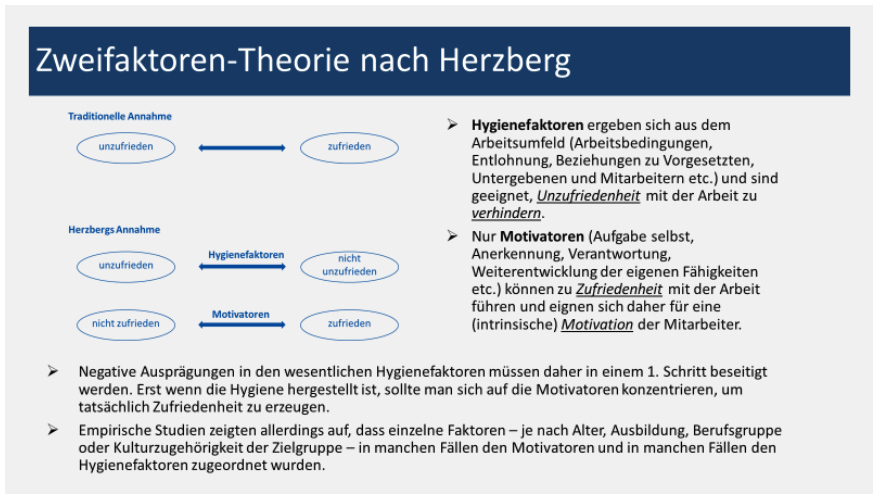 Zweifaktoren-Theorie nach Herzberg
Traditionelle Annahme
unzufrieden
zufrieden
Herzbergs Annahme
unzufrieden
Hygienefaktoren
nicht
unzufrieden
nicht zufrieden
Motivatoren
zufrieden
➢ Hygienefaktoren ergeben sich aus dem
Arbeitsumfeld (Arbeitsbedingungen,
Entlohnung, Beziehungen zu Vorgesetzten,
Untergebenen und Mitarbeitern etc.) und sind
geeignet, Unzufriedenheit mit der Arbeit zu
verhindern.
➢ Nur Motivatoren (Aufgabe selbst,
Anerkennung, Verantwortung,
Weiterentwicklung der eigenen Fähigkeiten
etc.) können zu Zufriedenheit mit der Arbeit
führen und eignen sich daher für eine
(intrinsische) Motivation der Mitarbeiter.
➢ Negative Ausprägungen in den wesentlichen Hygienefaktoren müssen daher in einem 1. Schritt beseitigt
werden. Erst wenn die Hygiene hergestellt ist, sollte man sich auf die Motivatoren konzentrieren, um
tatsächlich Zufriedenheit zu erzeugen.
➢ Empirische Studien zeigten allerdings auf, dass einzelne Faktoren – je nach Alter, Ausbildung, Berufsgruppe
oder Kulturzugehörigkeit der Zielgruppe – in manchen Fällen den Motivatoren und in manchen Fällen den
Hygienefaktoren zugeordnet wurden.